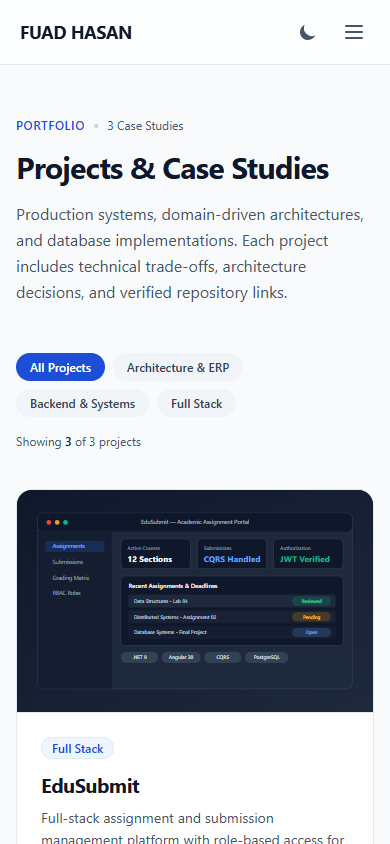 FUAD HASAN
PORTFOLIO • 3 Case Studies
Projects & Case Studies
Production systems, domain-driven architectures,
and database implementations. Each project
includes technical trade-offs, architecture
decisions, and verified repository links.
All Projects
Architecture & ERP
Backend & Systems
Full Stack
Showing 3 of 3 projects
EduSubmit — Academic Assignment Portal
Assignments
Submissions
Grading Matrix
RBAC Roles
Active Courses
12 Sections
Submissions
CQRS Handled
Authorization
JWT Verified
Recent Assignments & Deadlines
Data Structures - Lab 04
Reviewed
Distributed Systems - Assignment 02
Pending
Database Systems - Final Project
Open
.NET 9
Angular 20
CQRS
PostgreSQL
Full Stack
EduSubmit
Full-stack assignment and submission
management platform with role-based access for